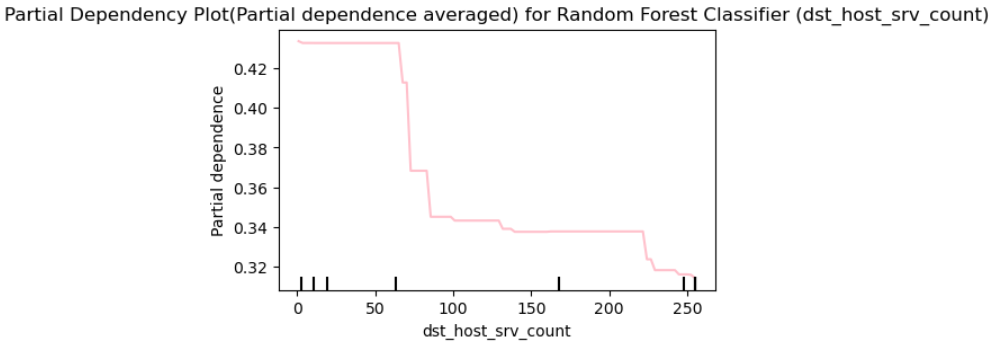 Partial Dependency Plot(Partial dependence averaged) for Random Forest Classifier (dst_host_srv_count)
Partial dependence
0.42
0.40
0.38
0.36
0.34
0.32
0 50 100 150 200 250
dst_host_srv_count